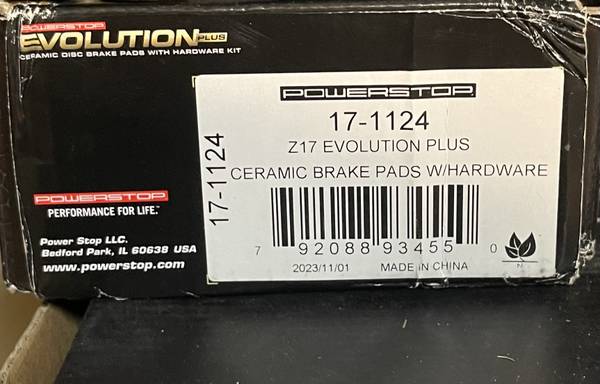 POWERSTOP
EVOLUTION PLUS
CERAMIC DISC BRAKE PADS WITH HARDWARE KIT
POWERSTOP
PERFORMANCE FOR LIFE.
Power Stop LLC.
Bedford Park, IL 60638 USA
www.powerstop.com
17-1124
POWERSTOP
17-1124
Z17 EVOLUTION PLUS
CERAMIC BRAKE PADS W/HARDWARE
7 92088 93455 0
2023/11/01 MADE IN CHINA
N